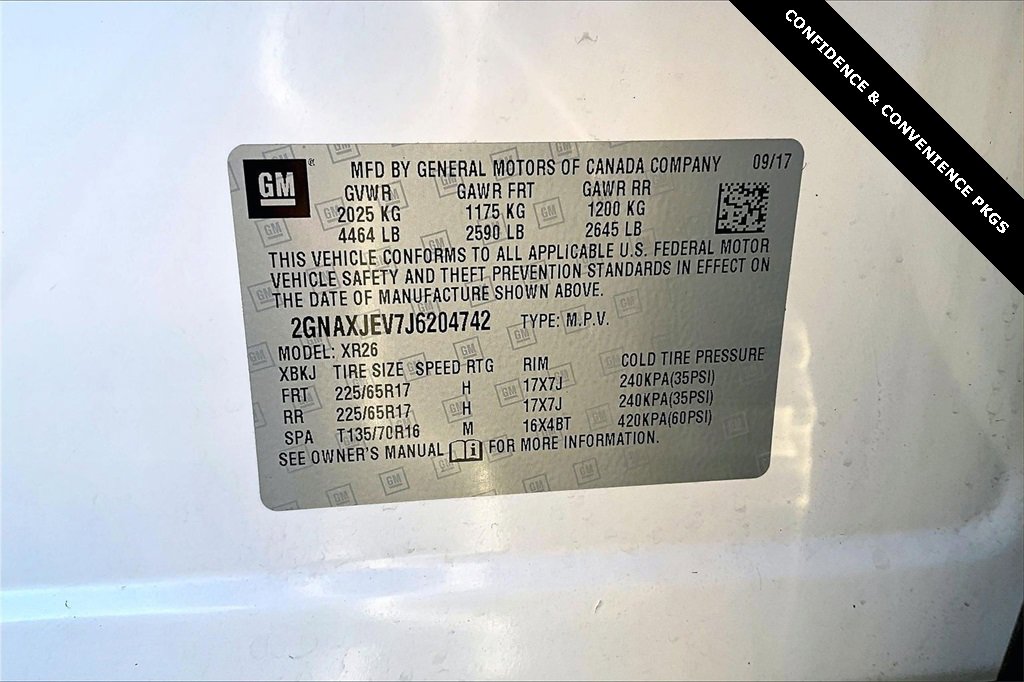 CONFIDENCE & CONVENIENCE PKGS
GM®
MFD BY GENERAL MOTORS OF CANADA COMPANY 09/17
GVWR GAWR FRT GAWR RR
2025 KG 1175 KG 1200 KG
4464 LB 2590 LB 2645 LB
THIS VEHICLE CONFORMS TO ALL APPLICABLE U.S. FEDERAL MOTOR
VEHICLE SAFETY AND THEFT PREVENTION STANDARDS IN EFFECT ON
THE DATE OF MANUFACTURE SHOWN ABOVE.
2GNAXJEV7J6204742 TYPE: M.P.V.
MODEL: XR26
XBKJ TIRE SIZE SPEED RTG RIM COLD TIRE PRESSURE
FRT 225/65R17 H 17X7J 240KPA(35PSI)
RR 225/65R17 H 17X7J 240KPA(35PSI)
SPA T135/70R16 M 16X4BT 420KPA(60PSI)
SEE OWNER'S MANUAL i FOR MORE INFORMATION.